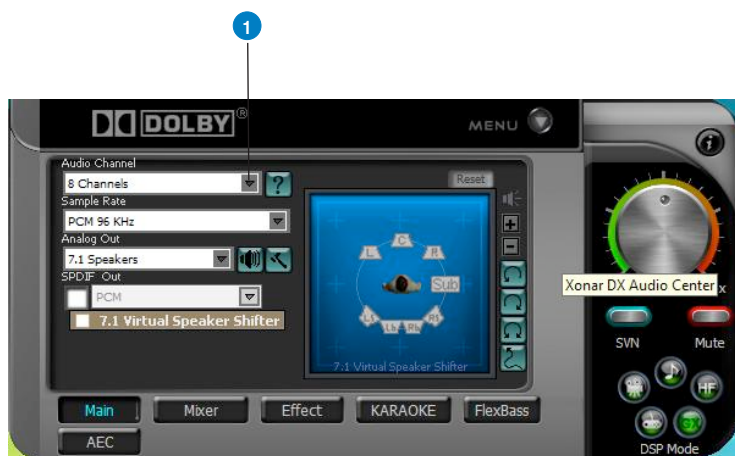 1
DOLBY®
MENU
Audio Channel
8 Channels
?
Reset
Sample Rate
PCM 96 KHz
Analog Out
7.1 Speakers
SPDIF Out
PCM
7.1 Virtual Speaker Shifter
L
C
R
Sub
Ls
Lb
Rb
Rs
7.1 Virtual Speaker Shifter
i
Xonar DX Audio Center
x
SVN
Mute
HF
GX
DSP Mode
Main
Mixer
Effect
KARAOKE
FlexBass
AEC